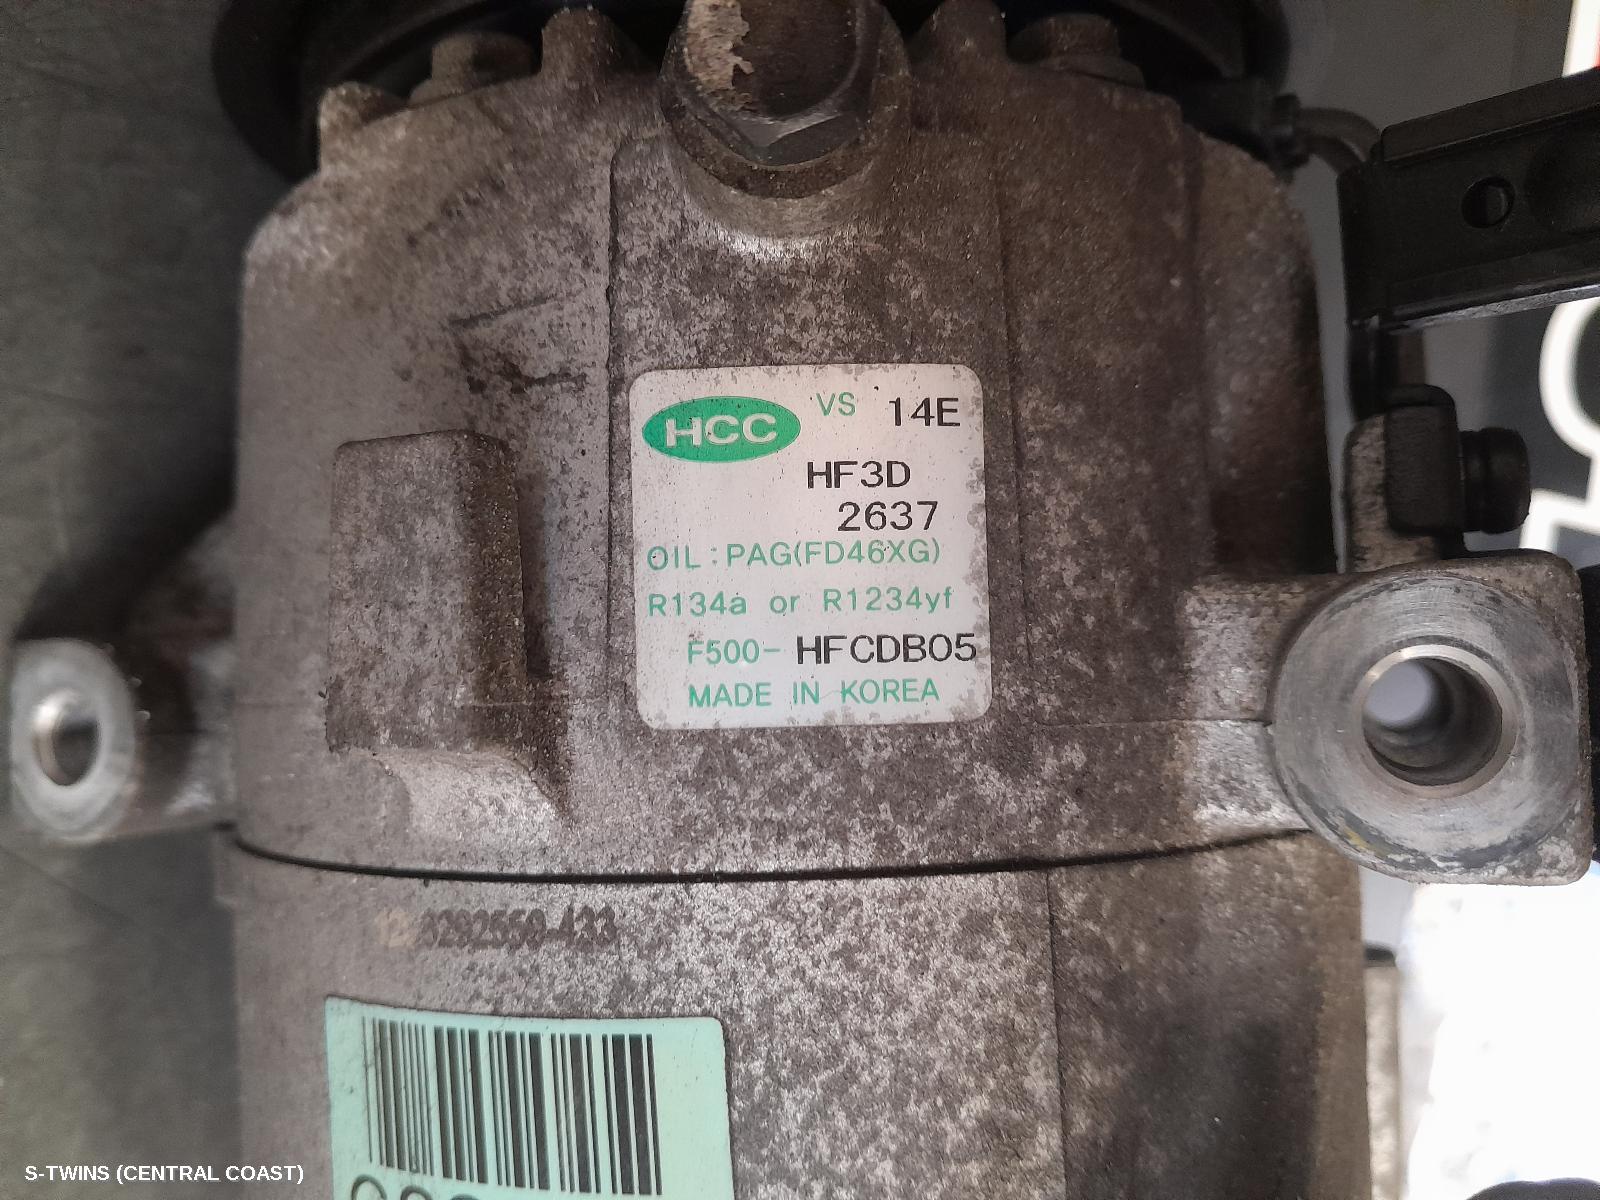 HCC VS 14E
HF3D
2637
OIL : PAG(FD46XG)
R134a or R1234yf
F500- HFCDB05
MADE IN KOREA
S-TWINS (CENTRAL COAST)